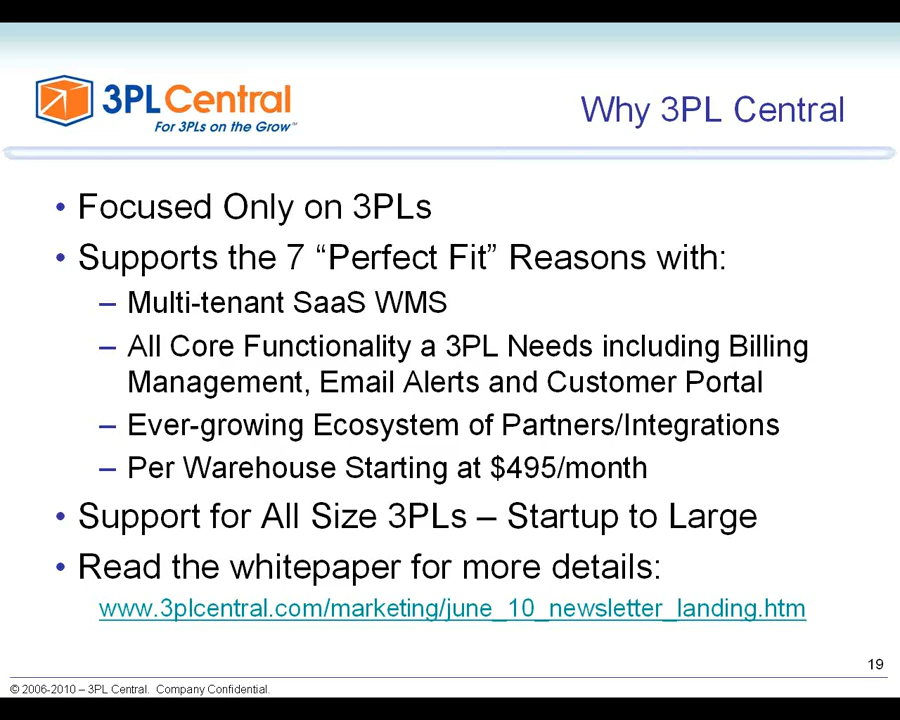 3PL Central
For 3PLs on the Grow™
Why 3PL Central
• Focused Only on 3PLs
• Supports the 7 “Perfect Fit” Reasons with:
– Multi-tenant SaaS WMS
– All Core Functionality a 3PL Needs including Billing
Management, Email Alerts and Customer Portal
– Ever-growing Ecosystem of Partners/Integrations
– Per Warehouse Starting at $495/month
• Support for All Size 3PLs – Startup to Large
• Read the whitepaper for more details:
www.3plcentral.com/marketing/june_10_newsletter_landing.htm
19
© 2006-2010 – 3PL Central. Company Confidential.